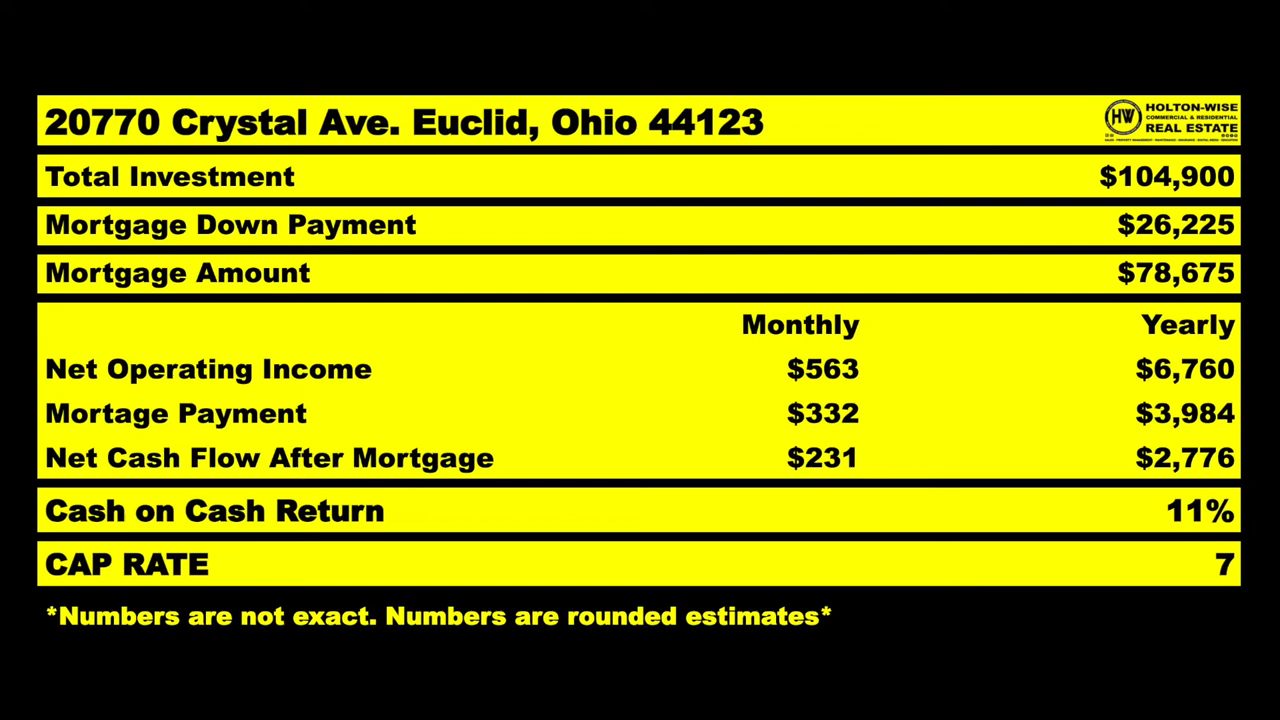 20770 Crystal Ave. Euclid, Ohio 44123
HW
HOLTON-WISE
COMMERCIAL & RESIDENTIAL
REAL ESTATE
Total Investment $104,900
Mortgage Down Payment $26,225
Mortgage Amount $78,675
Monthly Yearly
Net Operating Income $563 $6,760
Mortage Payment $332 $3,984
Net Cash Flow After Mortgage $231 $2,776
Cash on Cash Return 11%
CAP RATE 7
*Numbers are not exact. Numbers are rounded estimates*